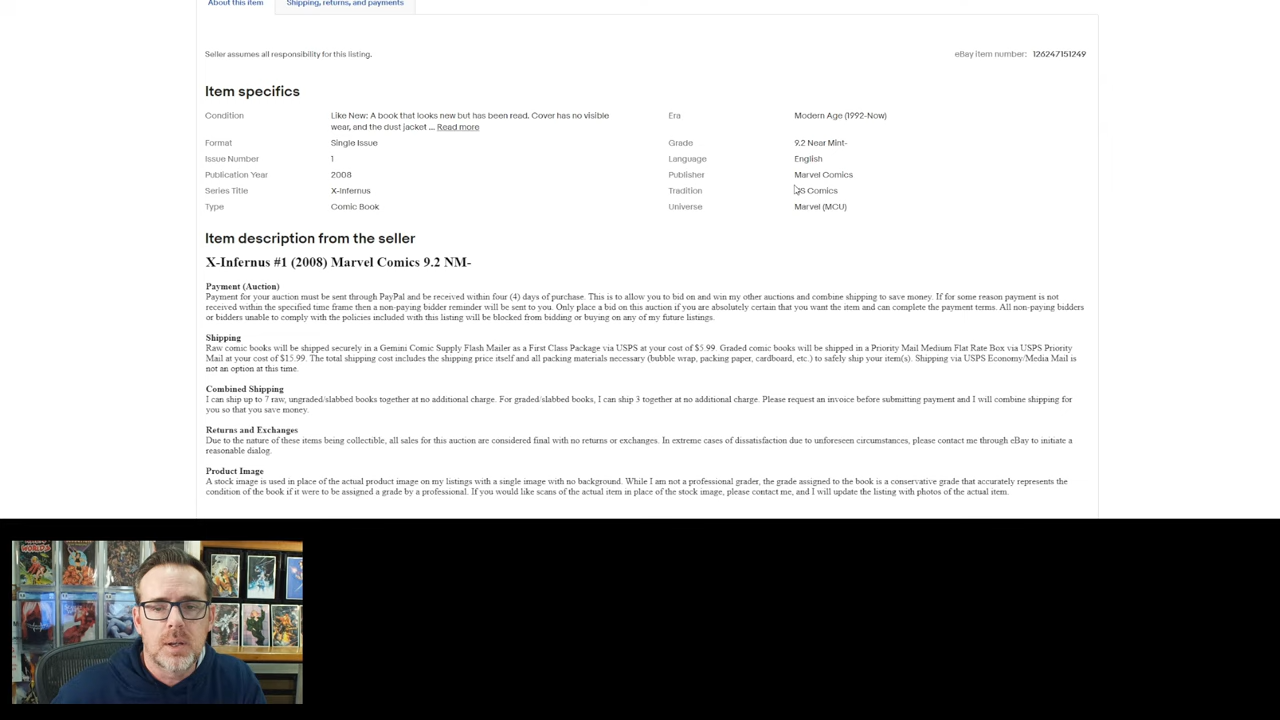 About this item
Shipping, returns, and payments
Seller assumes all responsibility for this listing.
eBay item number: 126247151249
Item specifics
Condition
Like New: A book that looks new but has been read. Cover has no visible
wear, and the dust jacket ... Read more
Era
Modern Age (1992-Now)
Format
Single Issue
Grade
9.2 Near Mint-
Issue Number
1
Language
English
Publication Year
2008
Publisher
Marvel Comics
Series Title
X-Infernus
Tradition
US Comics
Type
Comic Book
Universe
Marvel (MCU)
Item description from the seller
X-Infernus #1 (2008) Marvel Comics 9.2 NM-
Payment (Auction)
Payment for your auction must be sent through PayPal and be received within four (4) days of purchase. This is to allow you to bid on and win my other auctions and combine shipping to save money. If for some reason payment is not
received within the specified time frame then a non-paying bidder reminder will be sent to you. Only place a bid on this auction if you are absolutely certain that you want the item and can complete the payment terms. All non-paying bidders
or bidders unable to comply with the policies included with this listing will be blocked from bidding or buying on any of my future listings.
Shipping
Raw comic books will be shipped securely in a Gemini Comic Supply Flash Mailer as a First Class Package via USPS at your cost of $5.99. Graded comic books will be shipped in a Priority Mail Medium Flat Rate Box via USPS Priority
Mail at your cost of $15.99. The total shipping cost includes the shipping price itself and all packing materials necessary (bubble wrap, packing paper, cardboard, etc.) to safely ship your item(s). Shipping via USPS Economy/Media Mail is
not an option at this time.
Combined Shipping
I can ship up to 7 raw, ungraded/slabbed books together at no additional charge. For graded/slabbed books, I can ship 3 together at no additional charge. Please request an invoice before submitting payment and I will combine shipping for
you so that you save money.
Returns and Exchanges
Due to the nature of these items being collectible, all sales for this auction are considered final with no returns or exchanges. In extreme cases of dissatisfaction due to unforeseen circumstances, please contact me through eBay to initiate a
reasonable dialog.
Product Image
A stock image is used in place of the actual product image on my listings with a single image with no background. While I am not a professional grader, the grade assigned to the book is a conservative grade that accurately represents the
condition of the book if it were to be assigned a grade by a professional. If you would like scans of the actual item in place of the stock image, please contact me, and I will update the listing with photos of the actual item.